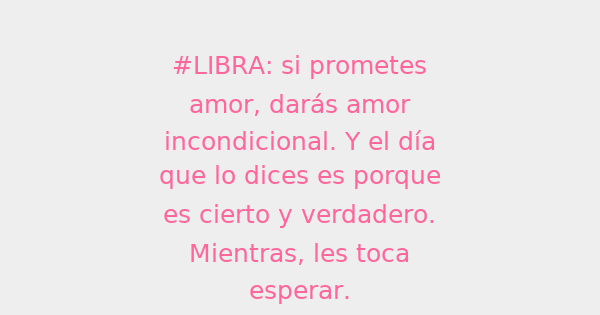 #LIBRA: si prometes
amor, darás amor
incondicional. Y el día
que lo dices es porque
es cierto y verdadero.
Mientras, les toca
esperar.